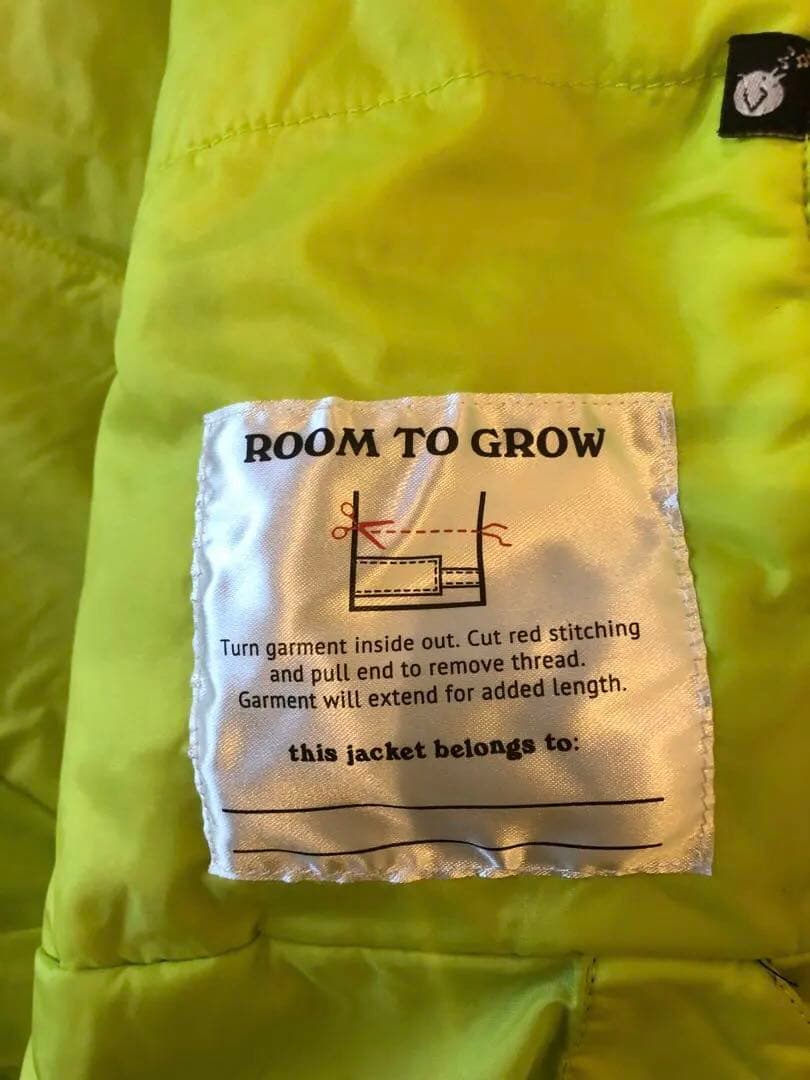 ROOM TO GROW
Turn garment inside out. Cut red stitching
and pull end to remove thread.
Garment will extend for added length.
this jacket belongs to: